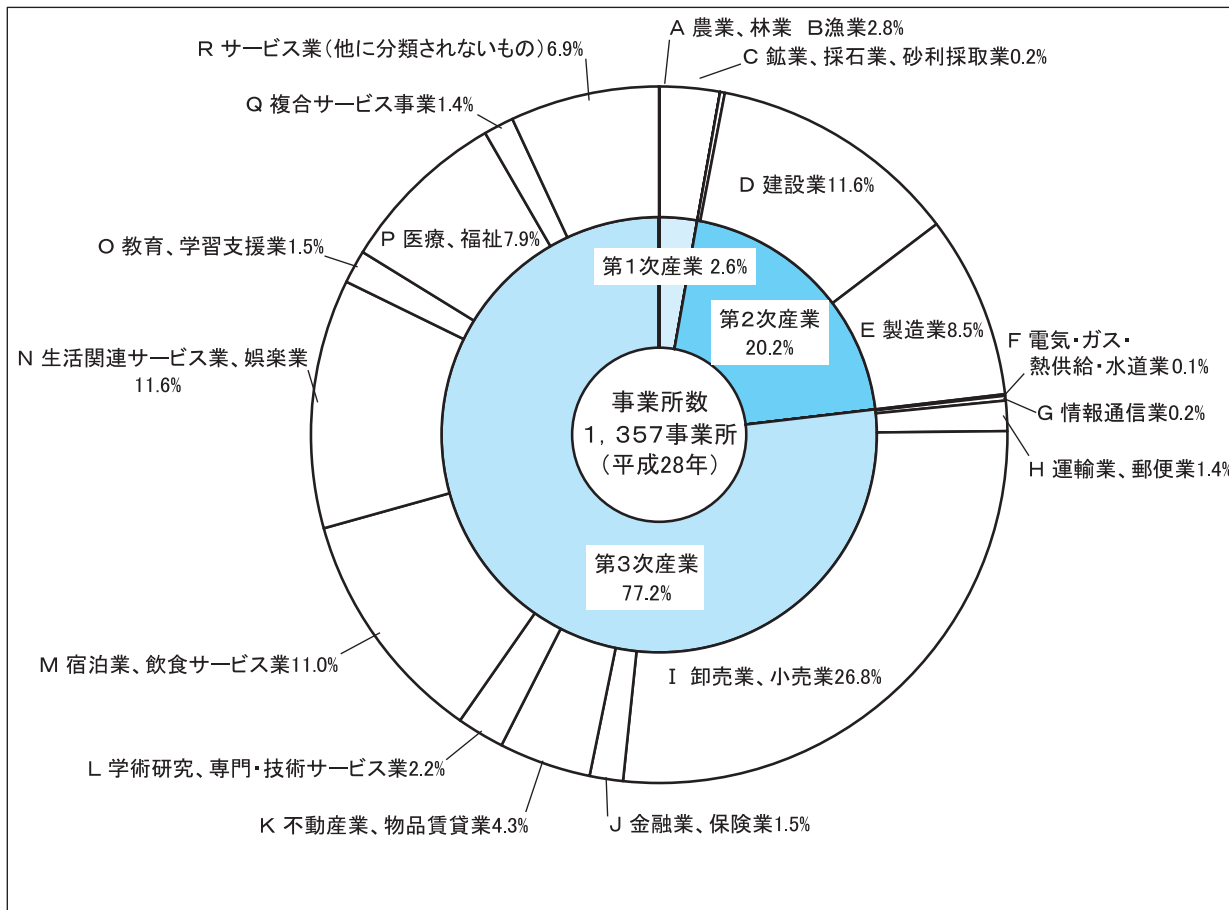 A 農業、林業 B漁業2.8%
C 鉱業、採石業、砂利採取業0.2%
R サービス業(他に分類されないもの)6.9%
Q 複合サービス事業1.4%
D 建設業11.6%
P 医療、福祉7.9%
O 教育、学習支援業1.5%
第1次産業 2.6%
第2次産業
20.2%
E 製造業8.5%
F 電気・ガス・
熱供給・水道業0.1%
N 生活関連サービス業、娯楽業
11.6%
事業所数
1,357事業所
(平成28年)
G 情報通信業0.2%
H 運輸業、郵便業1.4%
第3次産業
77.2%
M 宿泊業、飲食サービス業11.0%
I 卸売業、小売業26.8%
L 学術研究、専門・技術サービス業2.2%
K 不動産業、物品賃貸業4.3%
J 金融業、保険業1.5%